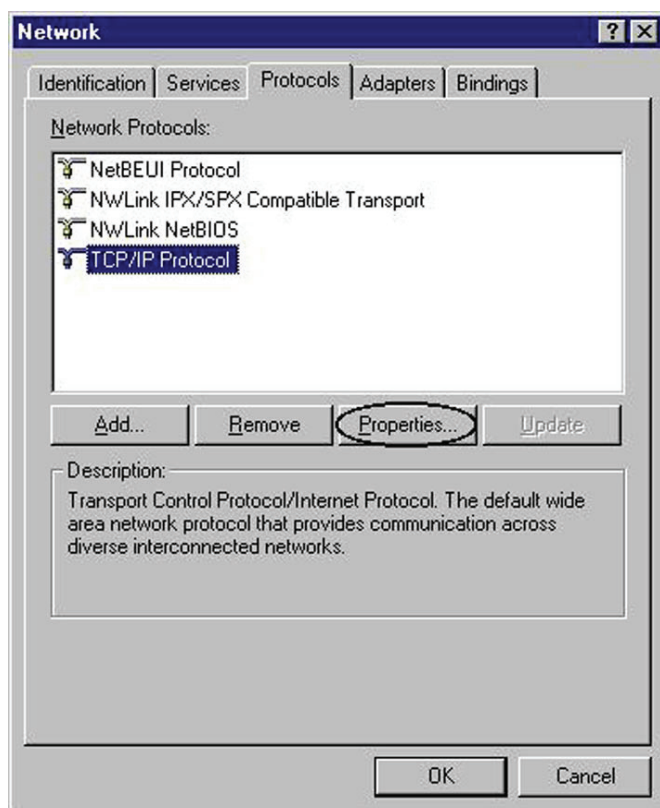 Network
Identification
Services
Protocols
Adapters
Bindings
Network Protocols:
NetBEUI Protocol
NWLink IPX/SPX Compatible Transport
NWLink NetBIOS
TCP/IP Protocol
Add...
Remove
Properties...
Update
Description:
Transport Control Protocol/Internet Protocol. The default wide
area network protocol that provides communication across
diverse interconnected networks.
OK
Cancel